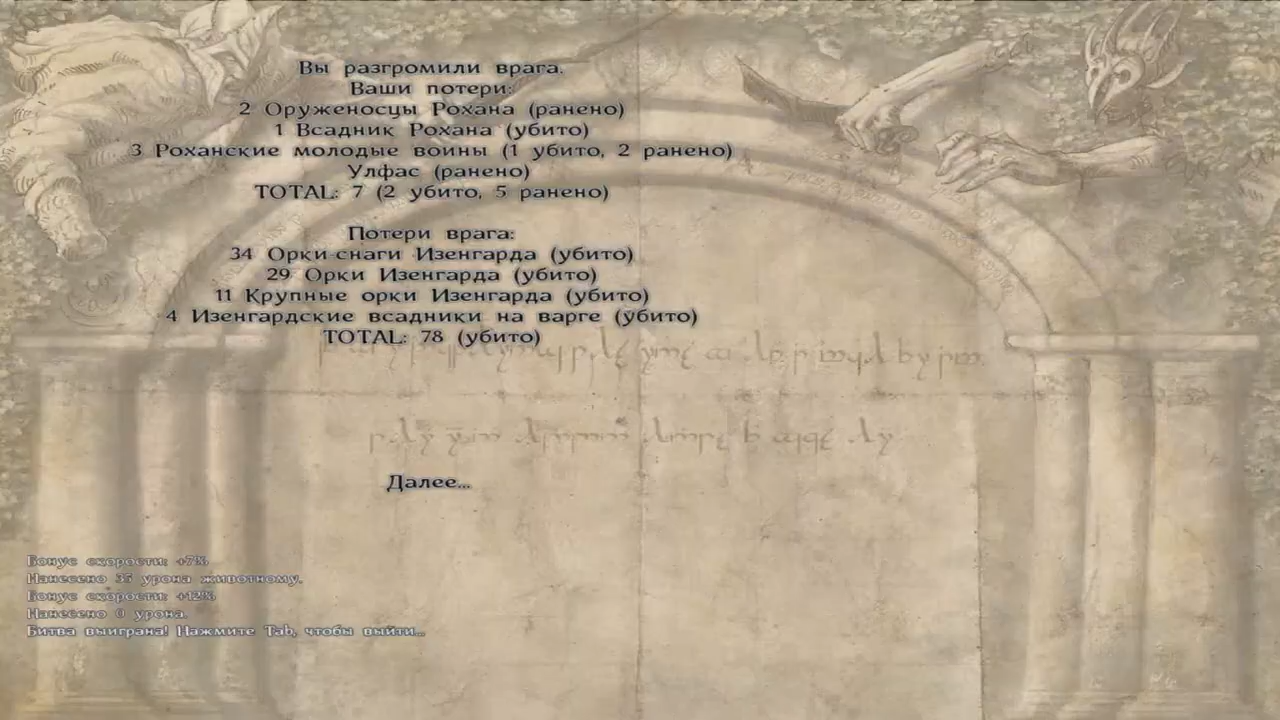 Вы разгромили врага.
Ваши потери:
2 Оруженосцы Рохана (ранено)
1 Всадник Рохана (убито)
3 Роханские молодые воины (1 убито, 2 ранено)
Улфас (ранено)
TOTAL: 7 (2 убито, 5 ранено)
Потери врага:
34 Орки-снаги Изенгарда (убито)
29 Орки Изенгарда (убито)
11 Крупные орки Изенгарда (убито)
4 Изенгардские всадники на варге (убито)
TOTAL: 78 (убито)
Далее...
Бонус скорости: +7%
Нанесено 35 урона животному.
Бонус скорости: +12%
Нанесено 0 урона.
Битва выиграна! Нажмите Tab, чтобы выйти...